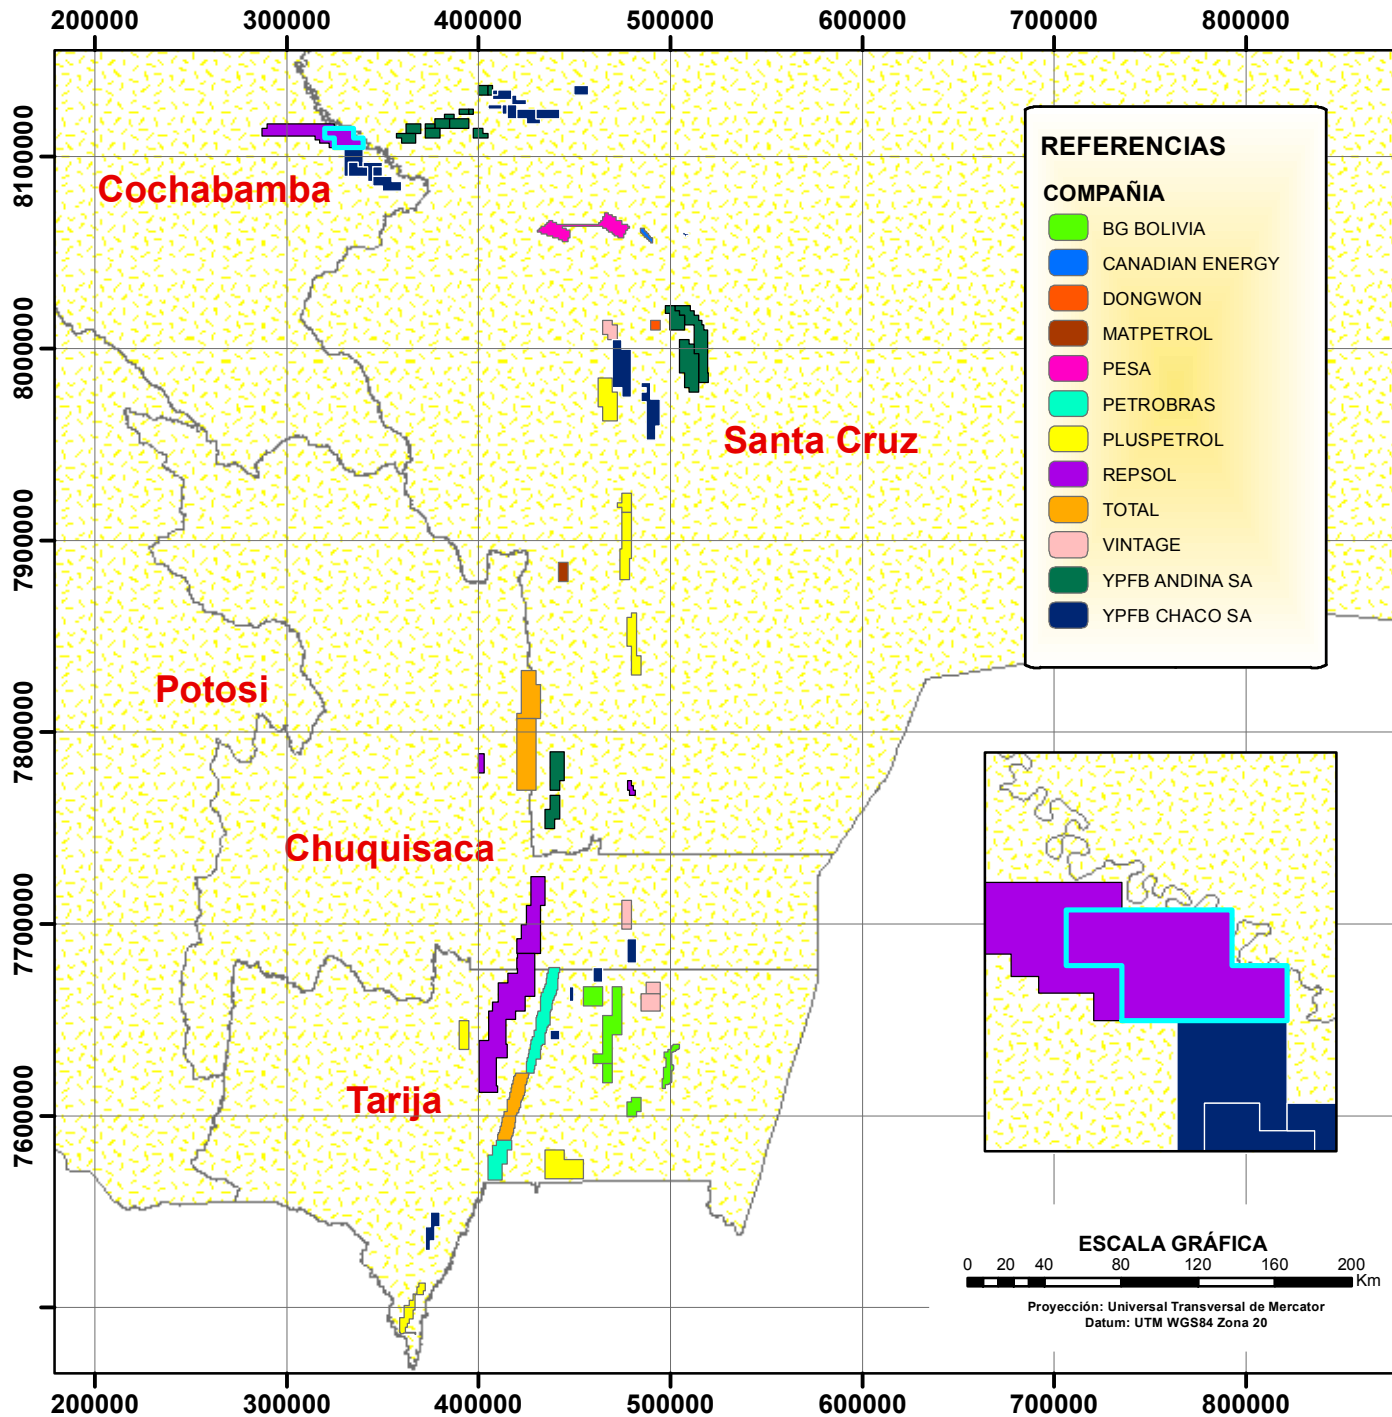 200000 300000 400000 500000 600000 700000 800000
8100000
8000000
7900000
7800000
7700000
7600000
Cochabamba
Santa Cruz
Potosi
Chuquisaca
Tarija
REFERENCIAS
COMPAÑIA
BG BOLIVIA
CANADIAN ENERGY
DONGWON
MATPETROL
PESA
PETROBRAS
PLUSPETROL
REPSOL
TOTAL
VINTAGE
YPFB ANDINA SA
YPFB CHACO SA
ESCALA GRÁFICA
0 20 40 80 120 160 200
Km
Proyección: Universal Transversal de Mercator
Datum: UTM WGS84 Zona 20
200000 300000 400000 500000 600000 700000 800000